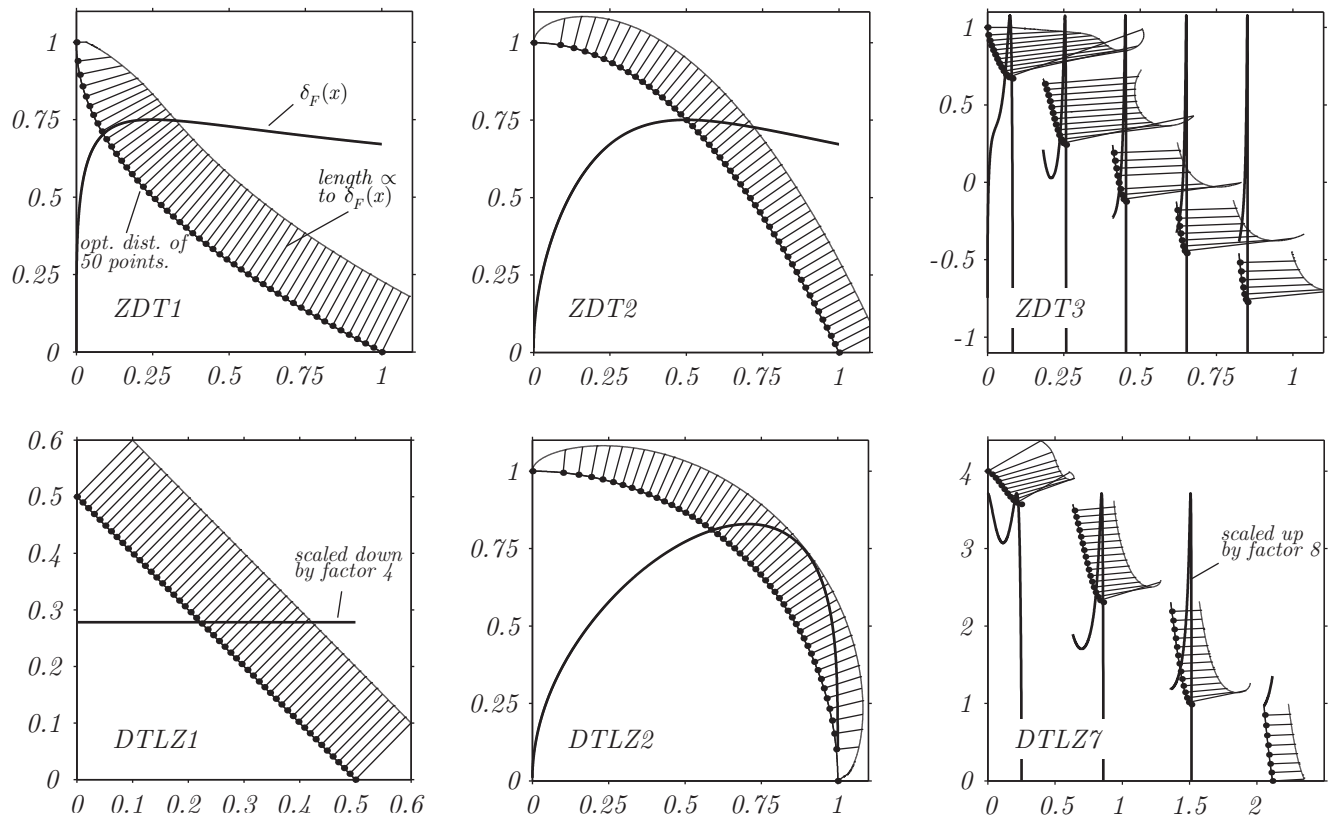 1
0.75
0.5
0.25
0
0 0.25 0.5 0.75 1
δ_F(x)
length ∝
to δ_F(x)
opt. dist. of
50 points.
ZDT1
1
0.75
0.5
0.25
0
0 0.25 0.5 0.75 1
ZDT2
1
0.5
0
-0.5
-1
0 0.25 0.5 0.75 1
ZDT3
0.6
0.5
0.4
0.3
0.2
0.1
0
0 0.1 0.2 0.3 0.4 0.5 0.6
scaled down
by factor 4
DTLZ1
1
0.75
0.5
0.25
0
0 0.25 0.5 0.75 1
DTLZ2
4
3
2
1
0
0 0.5 1 1.5 2
scaled up
by factor 8
DTLZ7